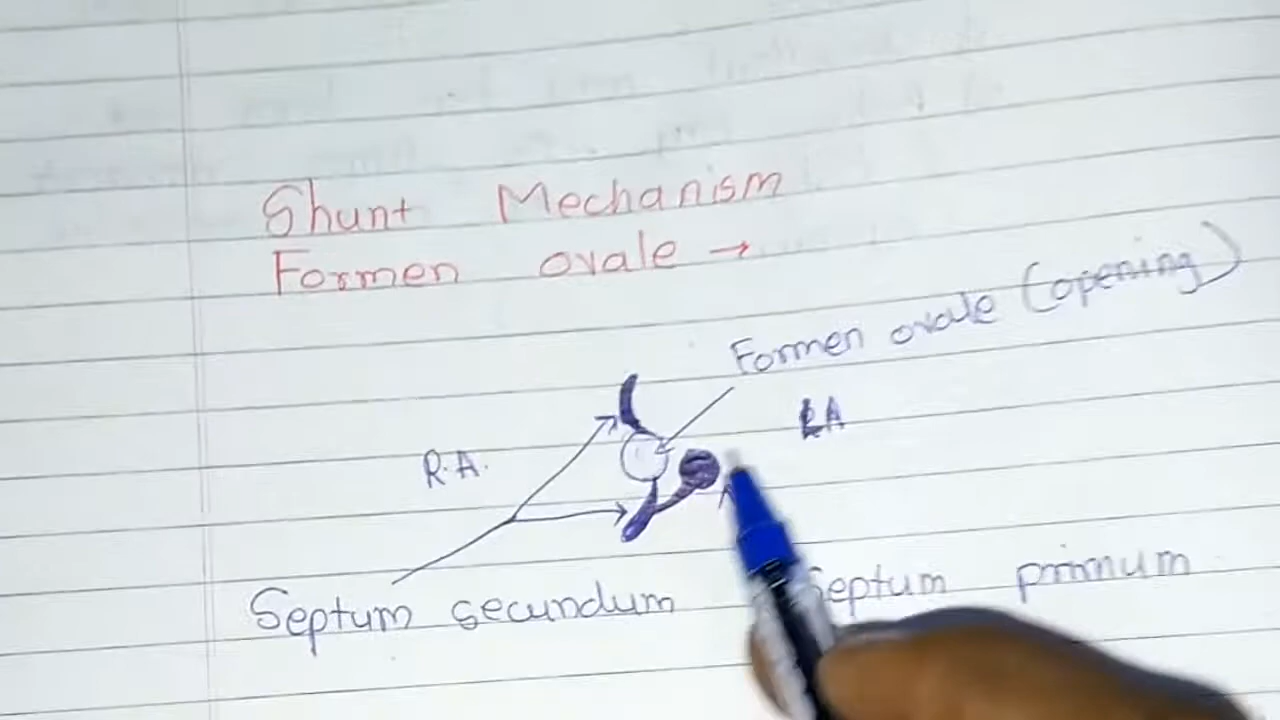 Shunt Mechanism
Formen ovale →
Formen ovale (opening)
LA
R.A.
Septum secundum
Septum primum